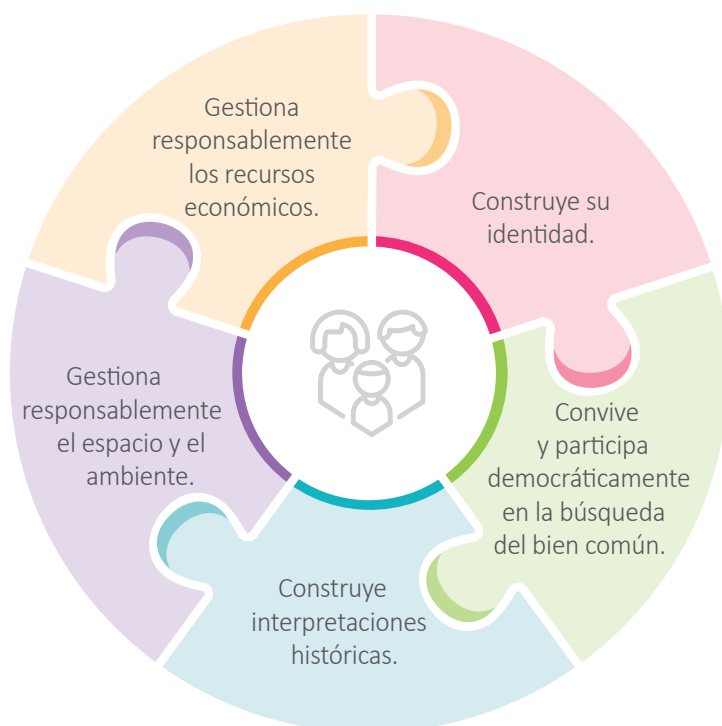 Gestiona
responsablemente
los recursos
económicos.
Construye su
identidad.
Convive
y participa
democráticamente
en la búsqueda
del bien común.
Construye
interpretaciones
históricas.
Gestiona
responsablemente
el espacio y el
ambiente.